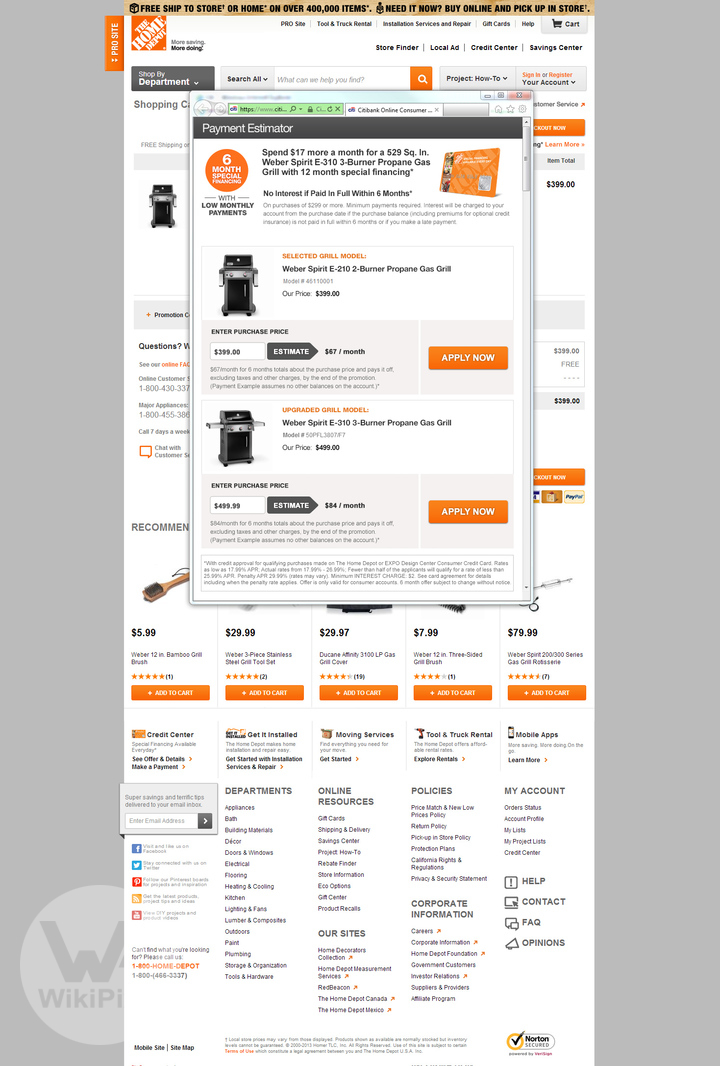 FREE SHIP TO STORE† OR HOME* ON OVER 400,000 ITEMS*. NEED IT NOW? BUY ONLINE AND PICK UP IN STORE†.
PRO SITE
THE HOME DEPOT
More saving.
More doing.
PRO Site | Tool & Truck Rental | Installation Services and Repair | Gift Cards | Help
Cart
Store Finder | Local Ad | Credit Center | Savings Center
Shop By
Department
Search All
What can we help you find?
Project: How-To
Sign In or Register
Your Account
Shopping Ca
ustomer Service
CKOUT NOW
FREE Shipping or
ng* Learn More »
Item Total
$399.00
+ Promotion C
Questions? W
See our online FAQ
Online Customer S
1-800-430-337
Major Appliances:
1-800-455-386
Call 7 days a week
Chat with
Customer Se
$399.00
FREE
- - - -
$399.00
CKOUT NOW
PayPal
https://www.citi...
Citibank Online Consumer ...
Payment Estimator
6
MONTH
SPECIAL
FINANCING
WITH
LOW MONTHLY
PAYMENTS
Spend $17 more a month for a 529 Sq. In.
Weber Spirit E-310 3-Burner Propane Gas
Grill with 12 month special financing*
No Interest if Paid In Full Within 6 Months*
On purchases of $299 or more. Minimum payments required. Interest will be charged to your
account from the purchase date if the purchase balance (including premiums for optional credit
insurance) is not paid in full within 6 months or if you make a late payment.
SELECTED GRILL MODEL:
Weber Spirit E-210 2-Burner Propane Gas Grill
Model # 46110001
Our Price: $399.00
ENTER PURCHASE PRICE
$399.00
ESTIMATE
$67 / month
APPLY NOW
$67/month for 6 months totals about the purchase price and pays it off,
excluding taxes and other charges, by the end of the promotion.
(Payment Example assumes no other balances on the account.)*
UPGRADED GRILL MODEL:
Weber Spirit E-310 3-Burner Propane Gas Grill
Model # 50PFL3807/F7
Our Price: $499.00
ENTER PURCHASE PRICE
$499.99
ESTIMATE
$84 / month
APPLY NOW
$84/month for 6 months totals about the purchase price and pays it off,
excluding taxes and other charges, by the end of the promotion.
(Payment Example assumes no other balances on the account.)*
*With credit approval for qualifying purchases made on The Home Depot or EXPO Design Center Consumer Credit Card. Rates
as low as 17.99% APR. Actual rates from 17.99% - 26.99%; Fewer than half of the applicants will qualify for a rate of less than
25.99% APR. Penalty APR 29.99% (rates may vary). Minimum INTEREST CHARGE: $2. See card agreement for details
including when the penalty rate applies. Offer is only valid for consumer accounts. 6 month offer subject to change without notice
RECOMMEN
$5.99
Weber 12 in. Bamboo Grill
Brush
(1)
+ ADD TO CART
$29.99
Weber 3-Piece Stainless
Steel Grill Tool Set
(2)
+ ADD TO CART
$29.97
Ducane Affinity 3100 LP Gas
Grill Cover
(19)
+ ADD TO CART
$7.99
Weber 12 in. Three-Sided
Grill Brush
(1)
+ ADD TO CART
$79.99
Weber Spirit 200/300 Series
Gas Grill Rotisserie
(7)
+ ADD TO CART
Credit Center
Special Financing Available
Everyday*
See Offer & Details
Make a Payment
Get It Installed
The Home Depot makes home
installation and repair easy.
Get Started with Installation
Services & Repair
Moving Services
Find everything you need for
your move.
Get Started
Tool & Truck Rental
The Home Depot offers afford-
able rental rates.
Explore Rentals
Mobile Apps
More saving. More doing On the
go.
Learn More
Super savings and terrific tips
delivered to your email inbox.
Enter Email Address
Visit and like us on
Facebook
Stay connected with us on
Twitter
Follow our Pinterest boards
for projects and inspiration
Get the latest products,
project tips and ideas
View DIY projects and
product videos
Can't find what you're looking
for? Please call us:
1-800-HOME-DEPOT
1-800-(466-3337)
DEPARTMENTS
Appliances
Bath
Building Materials
Décor
Doors & Windows
Electrical
Flooring
Heating & Cooling
Kitchen
Lighting & Fans
Lumber & Composites
Outdoors
Paint
Plumbing
Storage & Organization
Tools & Hardware
ONLINE
RESOURCES
Gift Cards
Shipping & Delivery
Savings Center
Project: How-To
Rebate Finder
Store Information
Eco Options
Gift Center
Product Recalls
OUR SITES
Home Decorators
Collection
Home Depot Measurement
Services
RedBeacon
The Home Depot Canada
The Home Depot Mexico
POLICIES
Price Match & New Low
Prices Policy
Return Policy
Pick-up in Store Policy
Protection Plans
California Rights &
Regulations
Privacy & Security Statement
CORPORATE
INFORMATION
Careers
Corporate Information
Home Depot Foundation
Government Customers
Investor Relations
Suppliers & Providers
Affiliate Program
MY ACCOUNT
Orders Status
Account Profile
My Lists
My Project Lists
Credit Center
HELP
CONTACT
FAQ
OPINIONS
WikiPi
Mobile Site | Site Map
† Local store prices may vary from those displayed. Products shown as available are normally stocked but inventory
levels cannot be guaranteed. © 2000-2013 Homer TLC, Inc. All Rights Reserved. Use of this site is subject to certain
Terms of Use which constitute a legal agreement between you and The Home Depot U.S.A. Inc.
Norton
SECURED
powered by VeriSign